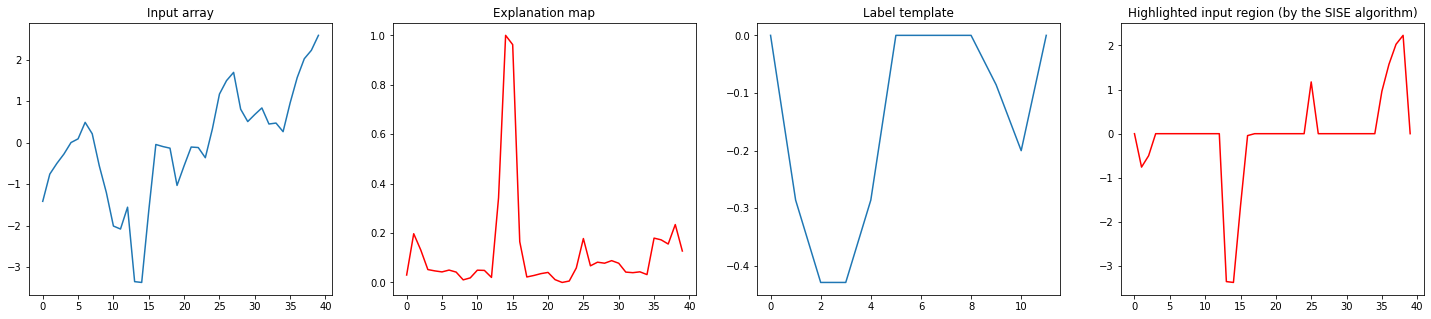 Input array
2
1
0
−1
−2
−3
0 5 10 15 20 25 30 35 40
Explanation map
1.0
0.8
0.6
0.4
0.2
0.0
0 5 10 15 20 25 30 35 40
Label template
0.0
−0.1
−0.2
−0.3
−0.4
0 2 4 6 8 10
Highlighted input region (by the SISE algorithm)
2
1
0
−1
−2
−3
0 5 10 15 20 25 30 35 40